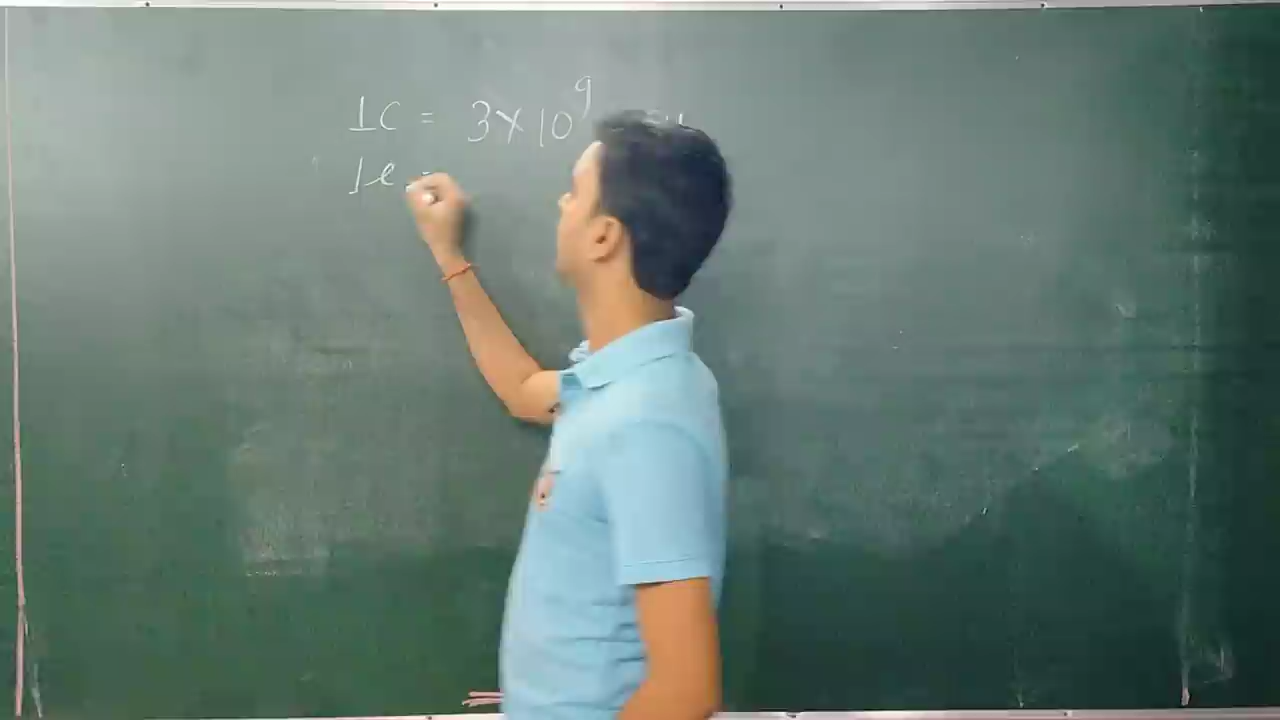 1C = 3×10⁹
1e =